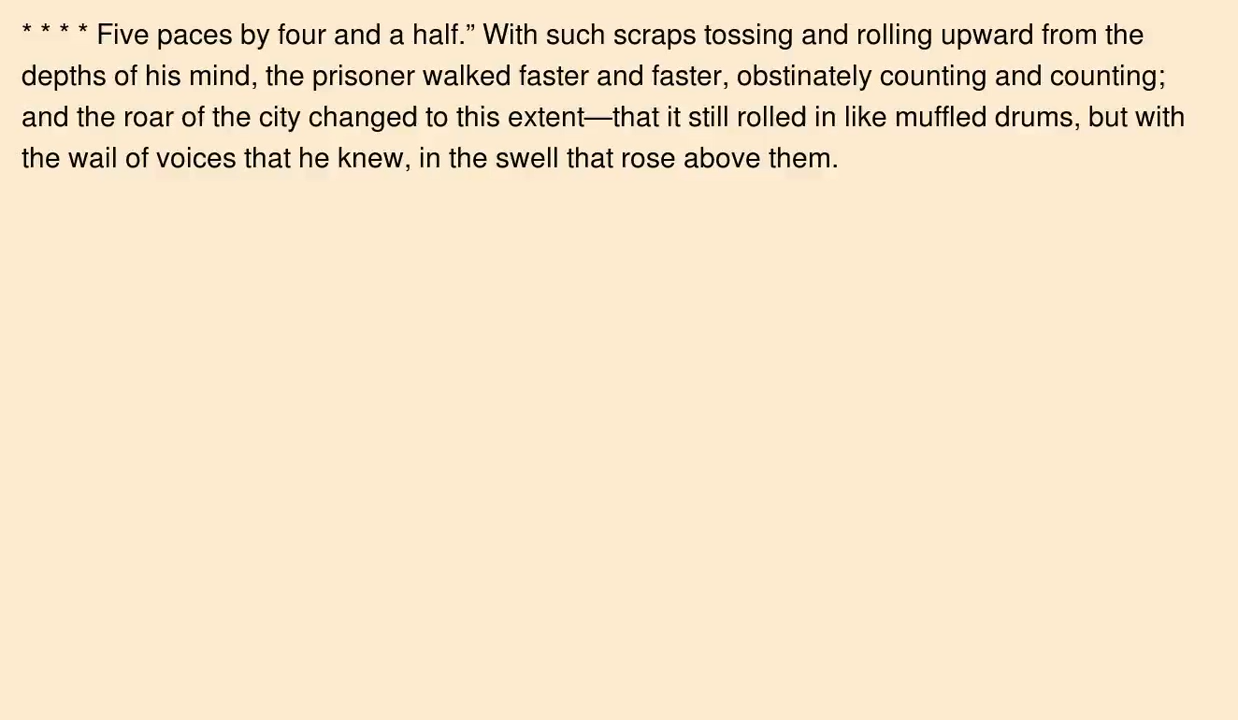 * * * * Five paces by four and a half.” With such scraps tossing and rolling upward from the
depths of his mind, the prisoner walked faster and faster, obstinately counting and counting;
and the roar of the city changed to this extent—that it still rolled in like muffled drums, but with
the wail of voices that he knew, in the swell that rose above them.